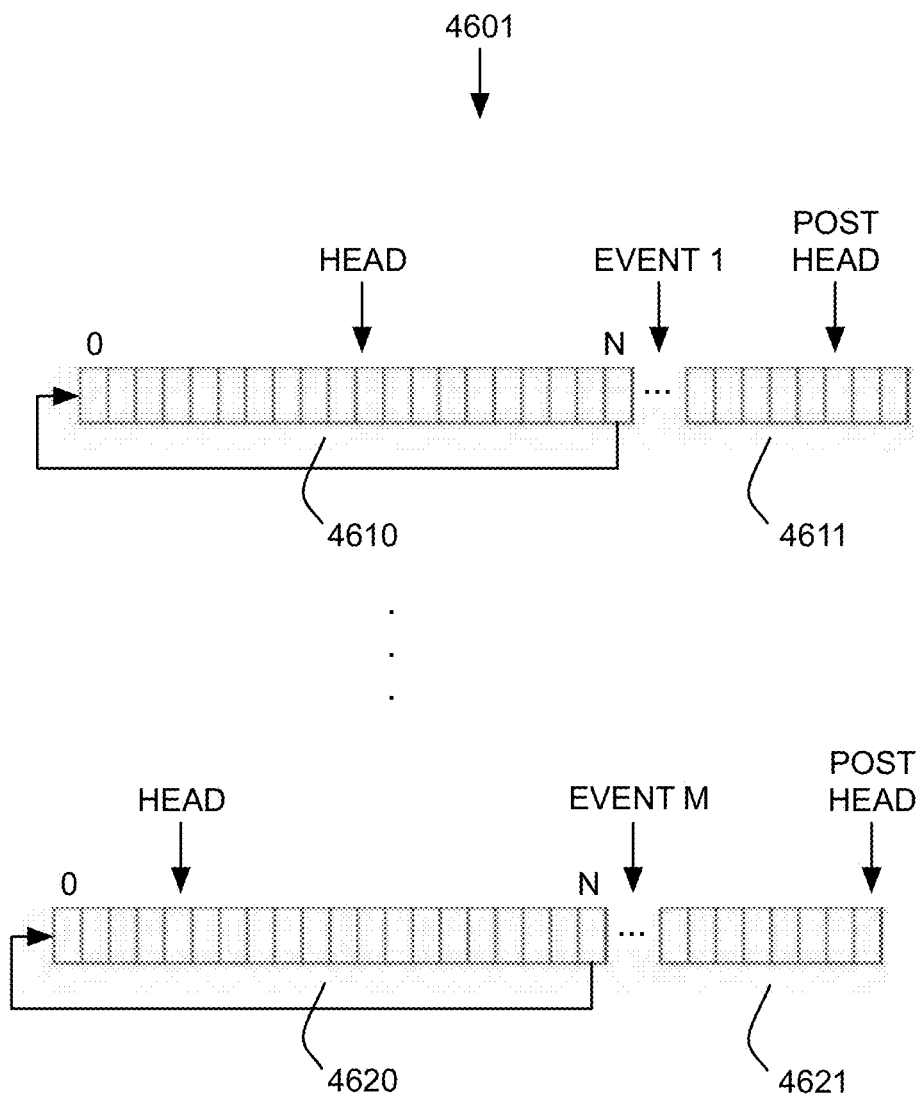 4601
POST
HEAD EVENT 1 HEAD
0 N
...
4610 4611
.
.
.
POST
HEAD EVENT M HEAD
0 N
...
4620 4621